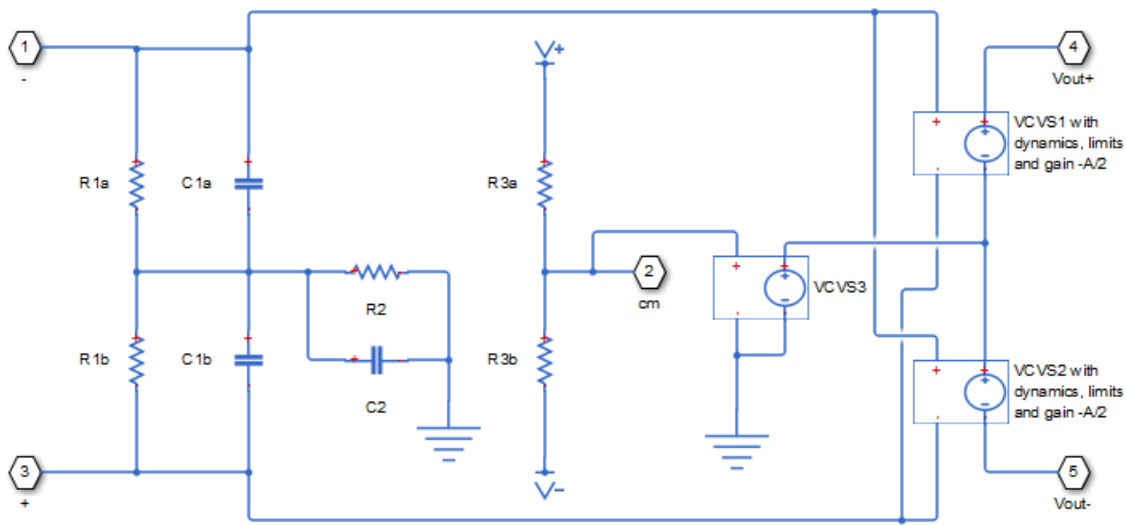 V+
1
-
4
Vout+
VCVS1 with
dynamics, limits
and gain -A/2
R1a
C1a
R3a
2
cm
VCVS3
R2
R1b
C1b
R3b
C2
VCVS2 with
dynamics, limits
and gain -A/2
3
+
V-
5
Vout-